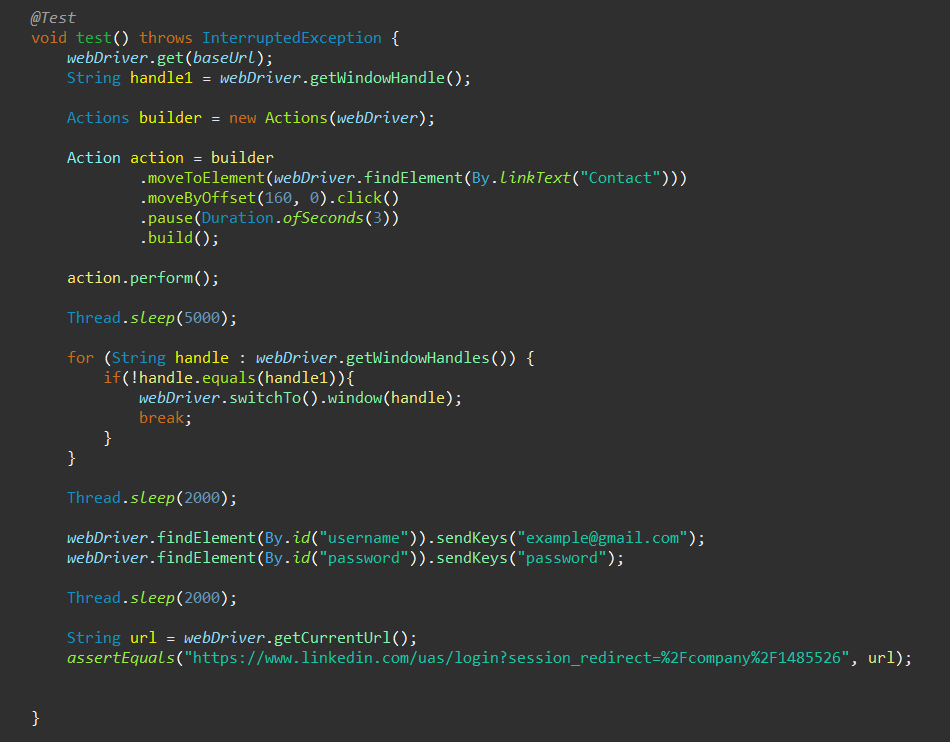 @Test
void test() throws InterruptedException {
webDriver.get(baseUrl);
String handle1 = webDriver.getWindowHandle();
Actions builder = new Actions(webDriver);
Action action = builder
.moveToElement(webDriver.findElement(By.linkText("Contact")))
.moveByOffset(160, 0).click()
.pause(Duration.ofSeconds(3))
.build();
action.perform();
Thread.sleep(5000);
for (String handle : webDriver.getWindowHandles()) {
if(!handle.equals(handle1)){
webDriver.switchTo().window(handle);
break;
}
}
Thread.sleep(2000);
webDriver.findElement(By.id("username")).sendKeys("example@gmail.com");
webDriver.findElement(By.id("password")).sendKeys("password");
Thread.sleep(2000);
String url = webDriver.getCurrentUrl();
assertEquals("https://www.linkedin.com/uas/login?session_redirect=%2Fcompany%2F1485526", url);
}